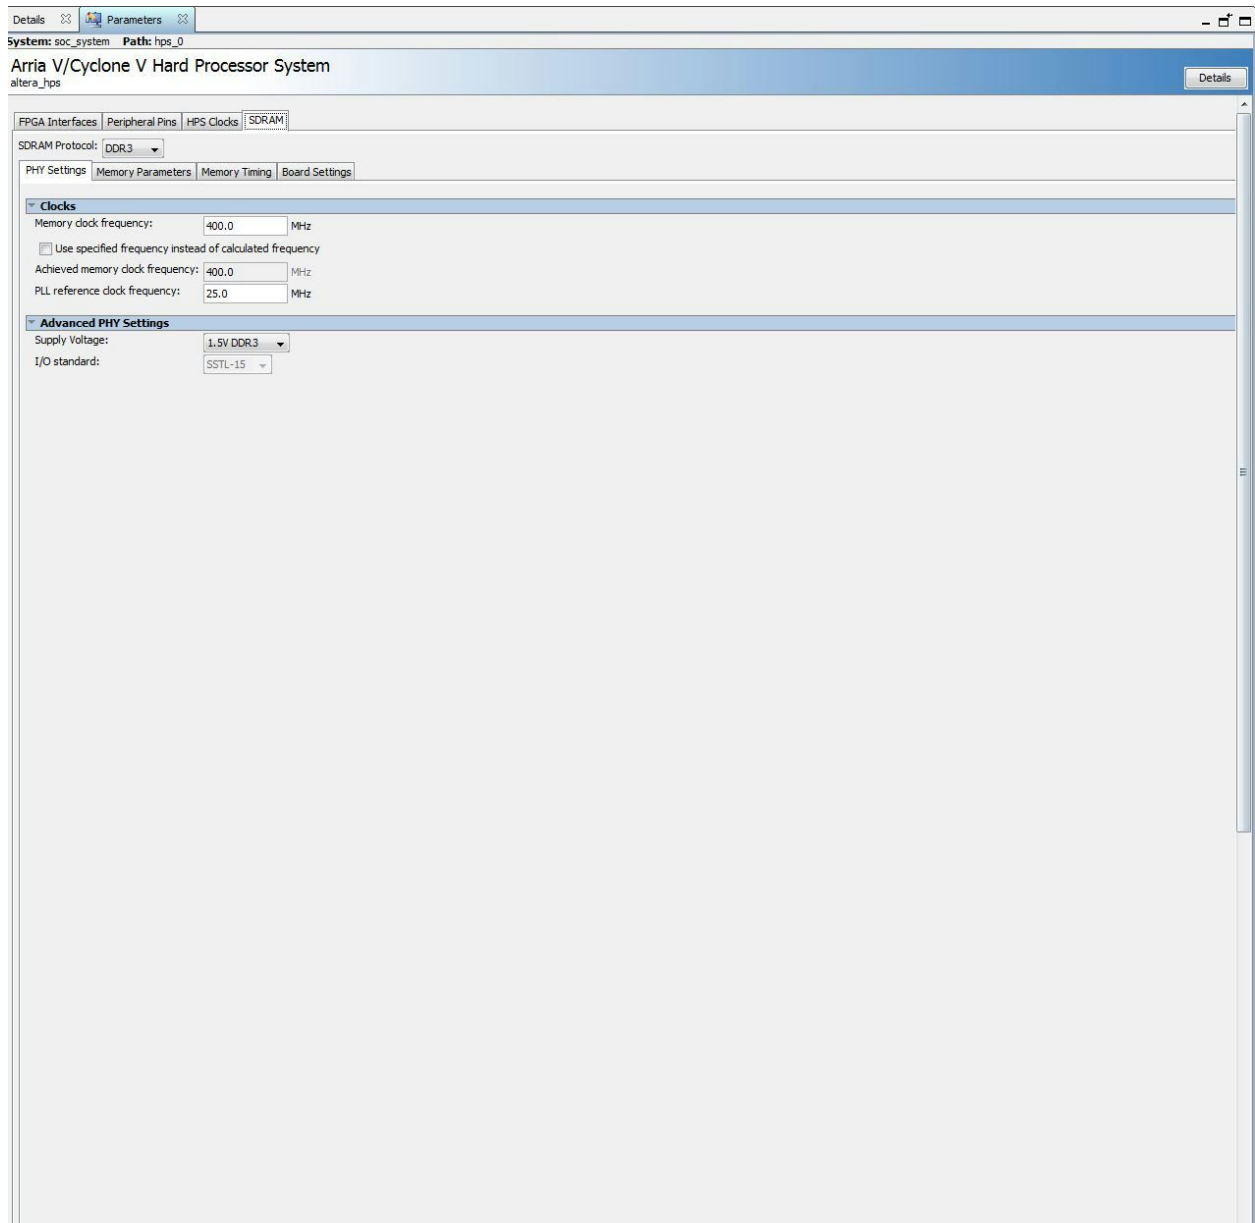 Details Parameters
System: soc_system Path: hps_0
Arria V/Cyclone V Hard Processor System
altera_hps
Details
FPGA Interfaces Peripheral Pins HPS Clocks SDRAM
SDRAM Protocol: DDR3
PHY Settings Memory Parameters Memory Timing Board Settings
Clocks
Memory clock frequency: 400.0 MHz
Use specified frequency instead of calculated frequency
Achieved memory clock frequency: 400.0 MHz
PLL reference clock frequency: 25.0 MHz
Advanced PHY Settings
Supply Voltage: 1.5V DDR3
I/O standard: SSTL-15